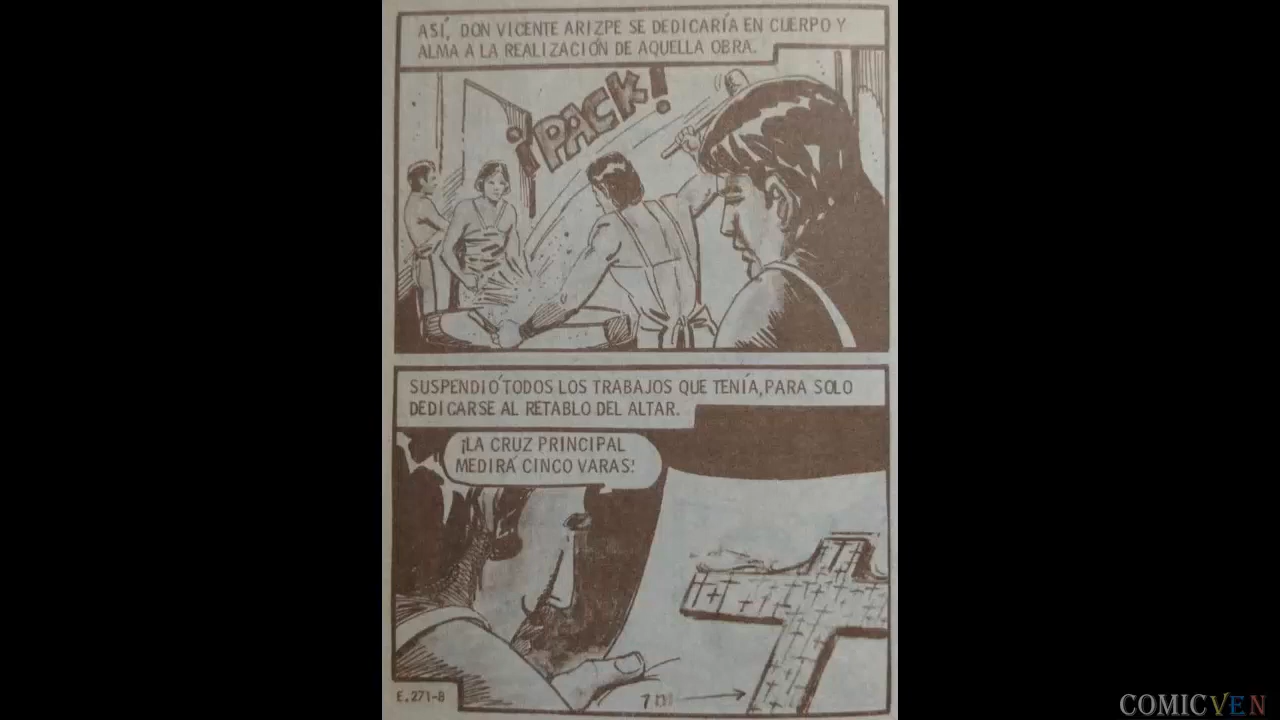 ASÍ, DON VICENTE ARIZPE SE DEDICARÍA EN CUERPO Y
ALMA A LA REALIZACIÓN DE AQUELLA OBRA.
¡PACK!
SUSPENDIÓ TODOS LOS TRABAJOS QUE TENÍA, PARA SOLO
DEDICARSE AL RETABLO DEL ALTAR.
¡LA CRUZ PRINCIPAL
MEDIRÁ CINCO VARAS!
E.271-8
COMICVEN